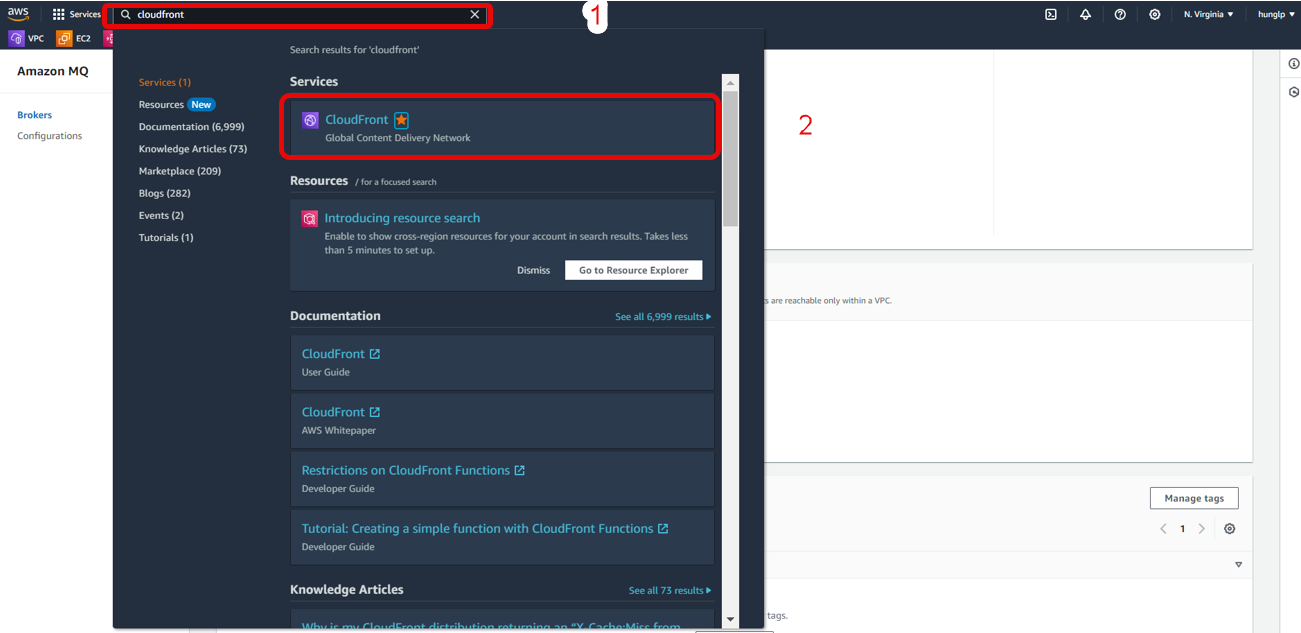 aws
Services
cloudfront
1
N. Virginia
hunglp
VPC
EC2
Amazon MQ
Brokers
Configurations
Search results for 'cloudfront'
Services (1)
Resources New
Documentation (6,999)
Knowledge Articles (73)
Marketplace (209)
Blogs (282)
Events (2)
Tutorials (1)
Services
CloudFront
Global Content Delivery Network
2
Resources / for a focused search
Introducing resource search
Enable to show cross-region resources for your account in search results. Takes less
than 5 minutes to set up.
Dismiss
Go to Resource Explorer
are reachable only within a VPC.
Documentation
See all 6,999 results
CloudFront
User Guide
CloudFront
AWS Whitepaper
Restrictions on CloudFront Functions
Developer Guide
Tutorial: Creating a simple function with CloudFront Functions
Developer Guide
Manage tags
1
Knowledge Articles
See all 73 results
Why is my CloudFront distribution returning an "X-Cache:Miss from
tags.